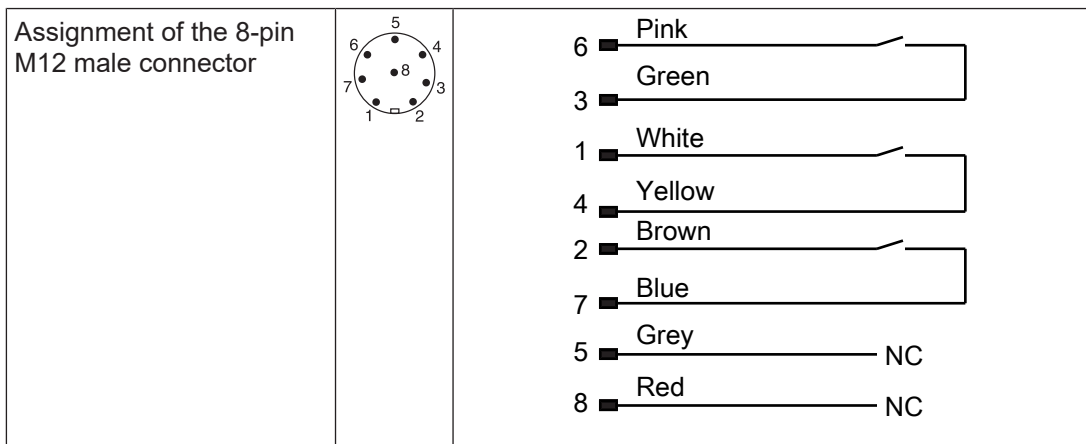 Assignment of the 8-pin
M12 male connector
5
6
4
8
7
3
1
2
6 Pink
3 Green
1 White
4 Yellow
2 Brown
7 Blue
5 Grey NC
8 Red NC